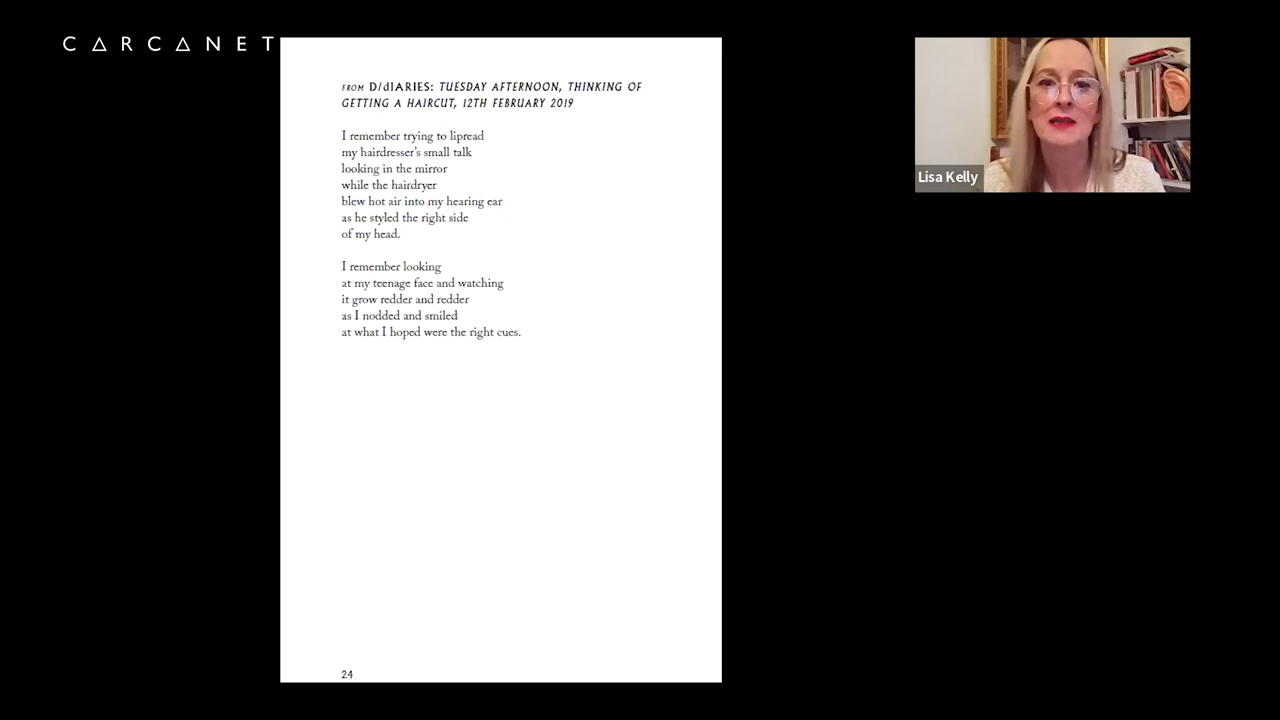 CARCANET
FROM D/dIARIES: TUESDAY AFTERNOON, THINKING OF
GETTING A HAIRCUT, 12TH FEBRUARY 2019
I remember trying to lipread
my hairdresser's small talk
looking in the mirror
while the hairdryer
blew hot air into my hearing ear
as he styled the right side
of my head.
I remember looking
at my teenage face and watching
it grow redder and redder
as I nodded and smiled
at what I hoped were the right cues.
24
Lisa Kelly